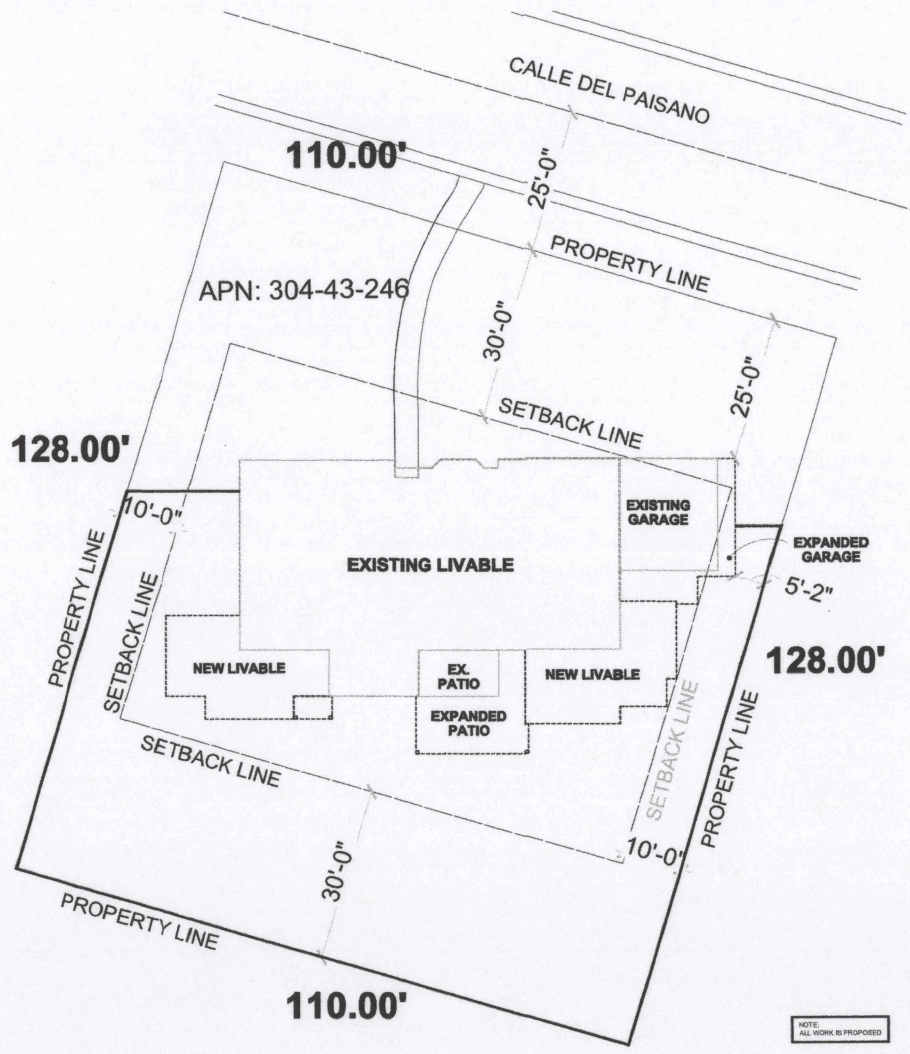 CALLE DEL PAISANO
110.00'
25'-0"
PROPERTY LINE
APN: 304-43-246
30'-0"
25'-0"
SETBACK LINE
128.00'
10'-0"
EXISTING
GARAGE
EXPANDED
GARAGE
EXISTING LIVABLE
5'-2"
PROPERTY LINE
SETBACK LINE
NEW LIVABLE
EX.
PATIO
NEW LIVABLE
128.00'
EXPANDED
PATIO
SETBACK LINE
SETBACK LINE
PROPERTY LINE
30'-0"
10'-0"
PROPERTY LINE
110.00'
NOTE:
ALL WORK IS PROPOSED